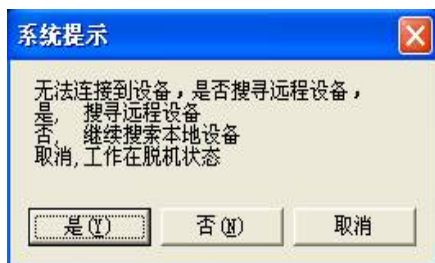 系统提示
无法连接到设备，是否搜寻远程设备，
是， 搜寻远程设备
否， 继续搜索本地设备
取消,工作在脱机状态
是(Y) 否(N) 取消